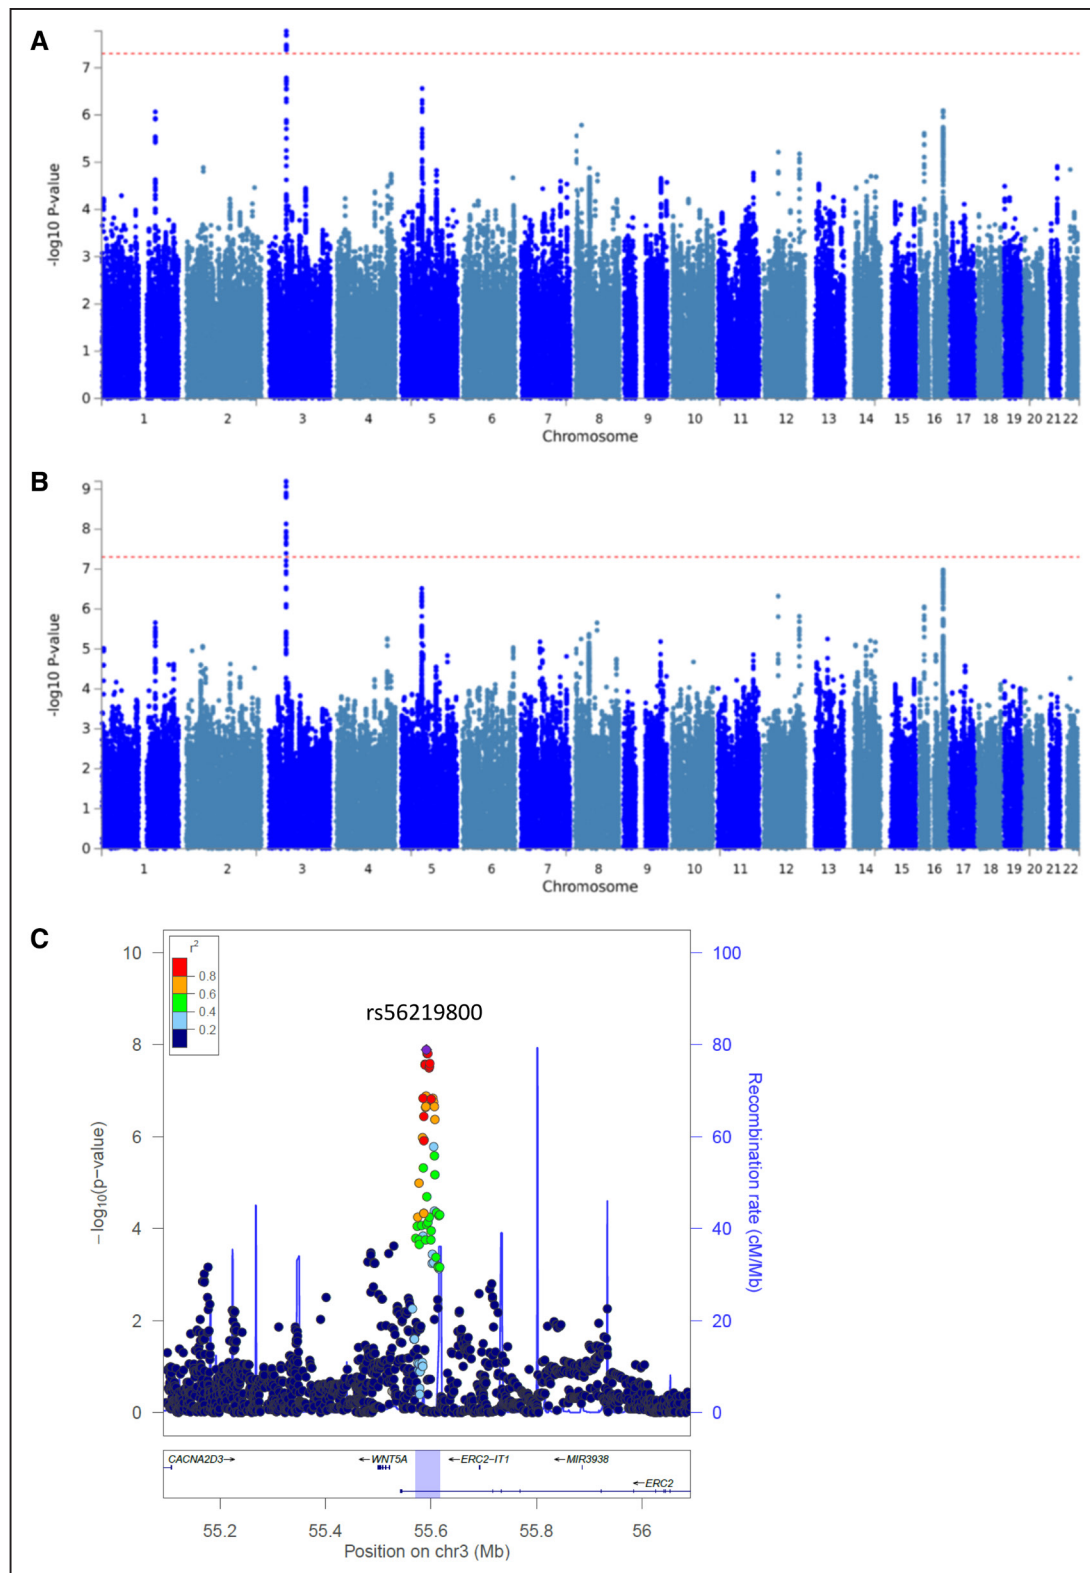 A
7
6
5
4
3
2
1
0
-log10 P-value
1 2 3 4 5 6 7 8 9 10 11 12 13 14 15 16 17 18 19 20 21 22
Chromosome
B
9
8
7
6
5
4
3
2
1
0
-log10 P-value
1 2 3 4 5 6 7 8 9 10 11 12 13 14 15 16 17 18 19 20 21 22
Chromosome
C
r²
0.8
0.6
0.4
0.2
rs56219800
10
8
6
4
2
0
−log₁₀(p−value)
100
80
60
40
20
0
Recombination rate (cM/Mb)
CACNA2D3→ ←WNT5A ←ERC2−IT1 ←MIR3938
←ERC2
55.2 55.4 55.6 55.8 56
Position on chr3 (Mb)